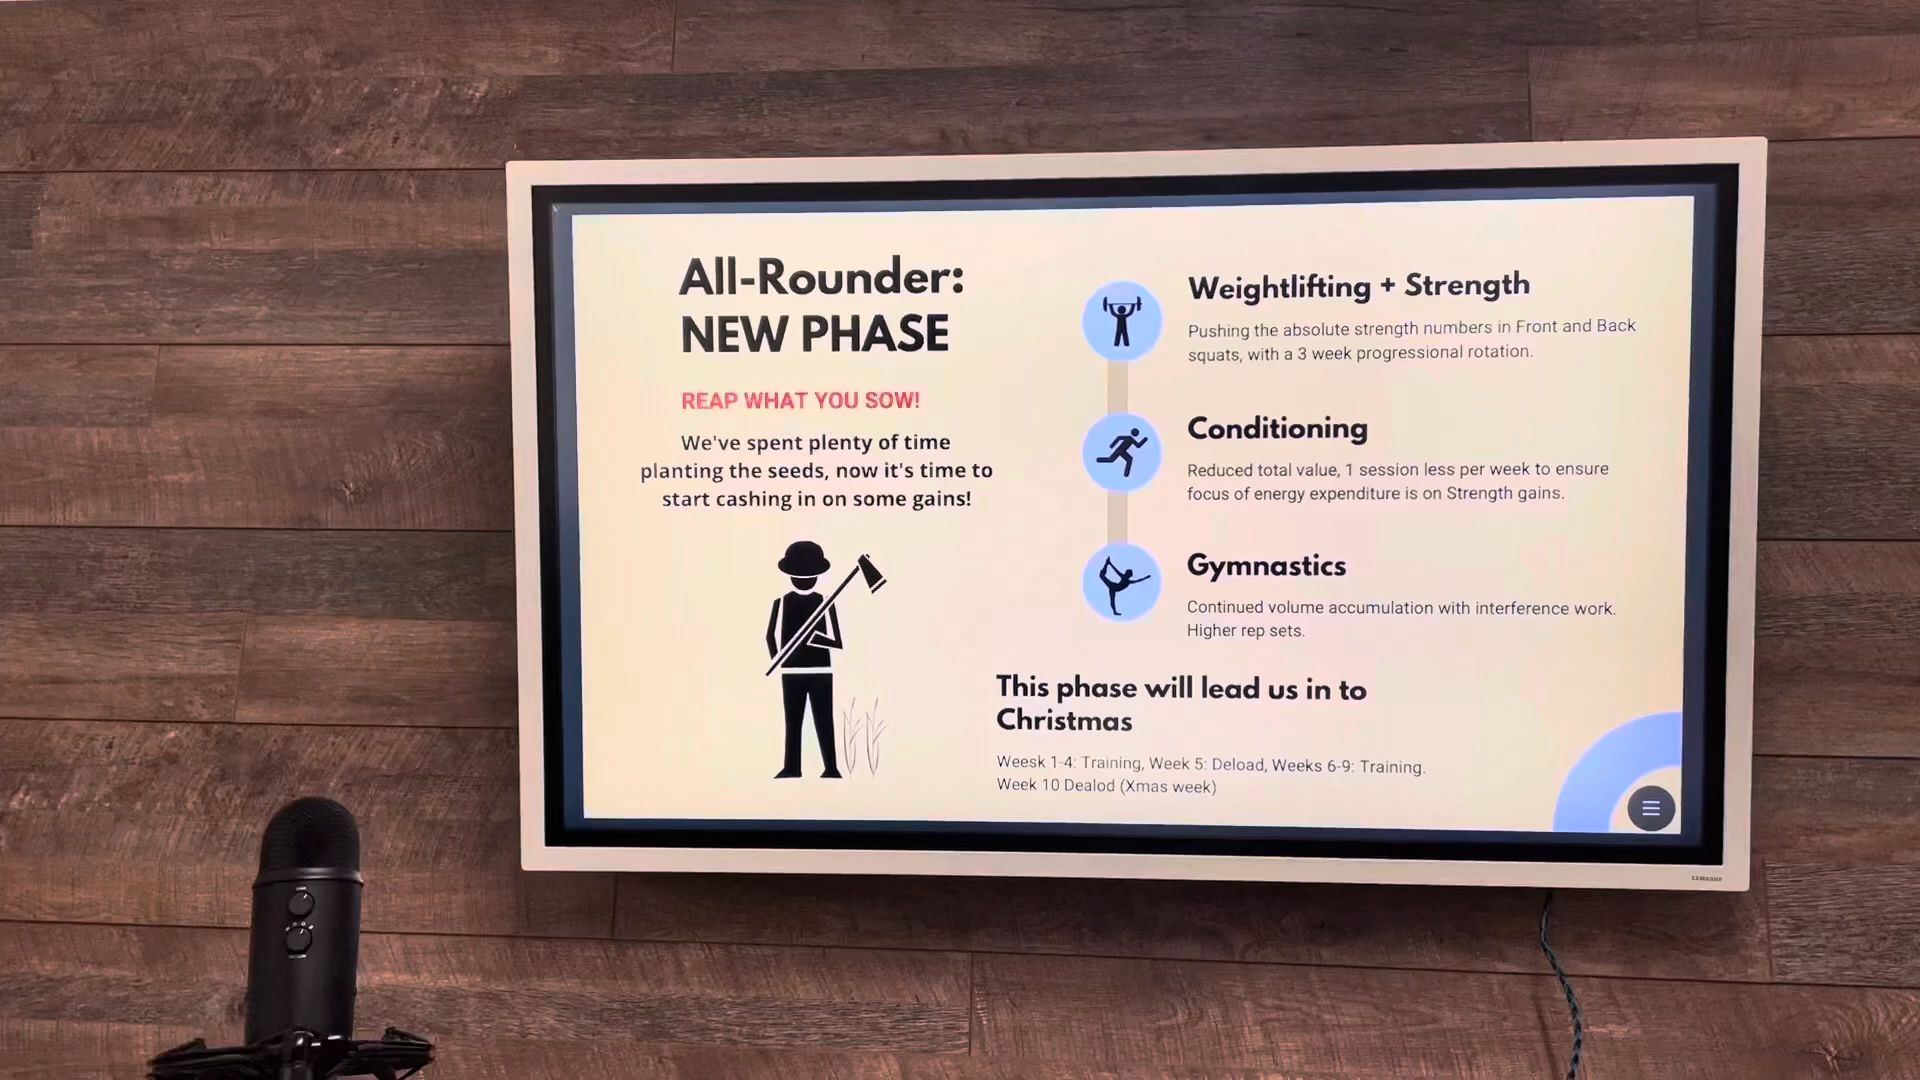 All-Rounder:
NEW PHASE
REAP WHAT YOU SOW!
We've spent plenty of time
planting the seeds, now it's time to
start cashing in on some gains!
Weightlifting + Strength
Pushing the absolute strength numbers in Front and Back
squats, with a 3 week progressional rotation.
Conditioning
Reduced total value, 1 session less per week to ensure
focus of energy expenditure is on Strength gains.
Gymnastics
Continued volume accumulation with interference work.
Higher rep sets.
This phase will lead us in to
Christmas
Weesk 1-4: Training, Week 5: Deload, Weeks 6-9: Training.
Week 10 Dealod (Xmas week)
SAMSUNG